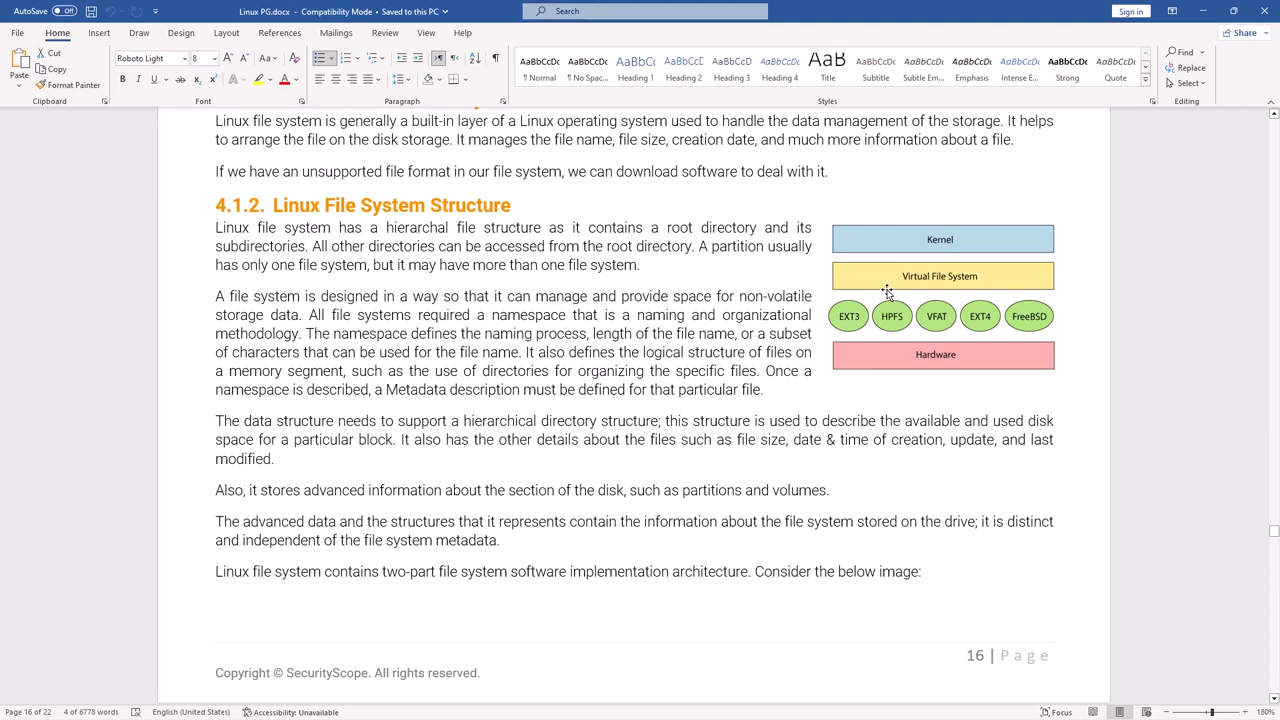 AutoSave Off Linux PG.docx - Compatibility Mode • Saved to this PC Search Sign in
File Home Insert Draw Design Layout References Mailings Review View Help Share
Paste Cut Copy Format Painter Clipboard
Roboto Light 8 Font
Paragraph
AaBbCcDc AaBbCcDc AaBbCcDc AaBbCcDc AaBbCcDc AaBbCcDc AaB AaBbCcDc AaBbCcDc AaBbCcDc AaBbCcDc AaBbCcDc AaBbCcDc
¶ Normal ¶ No Spac... Heading 1 Heading 2 Heading 3 Heading 4 Title Subtitle Subtle Em... Emphasis Intense E... Strong Quote
Styles
Find Replace Select Editing
Linux file system is generally a built-in layer of a Linux operating system used to handle the data management of the storage. It helps
to arrange the file on the disk storage. It manages the file name, file size, creation date, and much more information about a file.
If we have an unsupported file format in our file system, we can download software to deal with it.
4.1.2. Linux File System Structure
Linux file system has a hierarchal file structure as it contains a root directory and its
subdirectories. All other directories can be accessed from the root directory. A partition usually
has only one file system, but it may have more than one file system.
A file system is designed in a way so that it can manage and provide space for non-volatile
storage data. All file systems required a namespace that is a naming and organizational
methodology. The namespace defines the naming process, length of the file name, or a subset
of characters that can be used for the file name. It also defines the logical structure of files on
a memory segment, such as the use of directories for organizing the specific files. Once a
namespace is described, a Metadata description must be defined for that particular file.
Kernel
Virtual File System
EXT3 HPFS VFAT EXT4 FreeBSD
Hardware
The data structure needs to support a hierarchical directory structure; this structure is used to describe the available and used disk
space for a particular block. It also has the other details about the files such as file size, date & time of creation, update, and last
modified.
Also, it stores advanced information about the section of the disk, such as partitions and volumes.
The advanced data and the structures that it represents contain the information about the file system stored on the drive; it is distinct
and independent of the file system metadata.
Linux file system contains two-part file system software implementation architecture. Consider the below image:
16 | Page
Copyright © SecurityScope. All rights reserved.
Page 16 of 22 4 of 6778 words English (United States) Accessibility: Unavailable Focus 180%